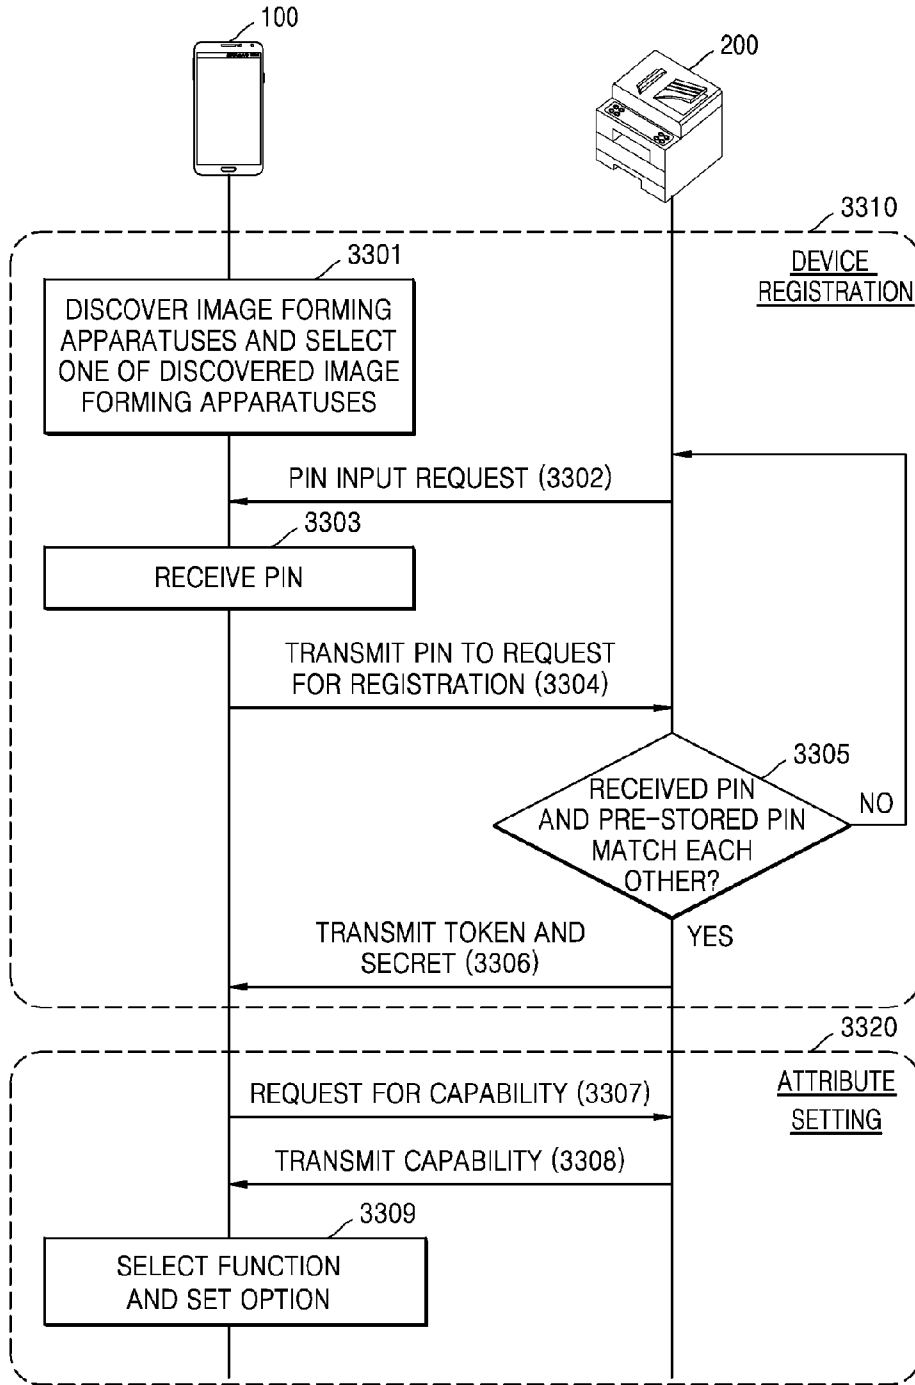 100
200
3310
DEVICE
REGISTRATION
3301
DISCOVER IMAGE FORMING
APPARATUSES AND SELECT
ONE OF DISCOVERED IMAGE
FORMING APPARATUSES
PIN INPUT REQUEST (3302)
3303
RECEIVE PIN
TRANSMIT PIN TO REQUEST
FOR REGISTRATION (3304)
3305
RECEIVED PIN
AND PRE-STORED PIN
MATCH EACH
OTHER?
NO
YES
TRANSMIT TOKEN AND
SECRET (3306)
3320
ATTRIBUTE
SETTING
REQUEST FOR CAPABILITY (3307)
TRANSMIT CAPABILITY (3308)
3309
SELECT FUNCTION
AND SET OPTION